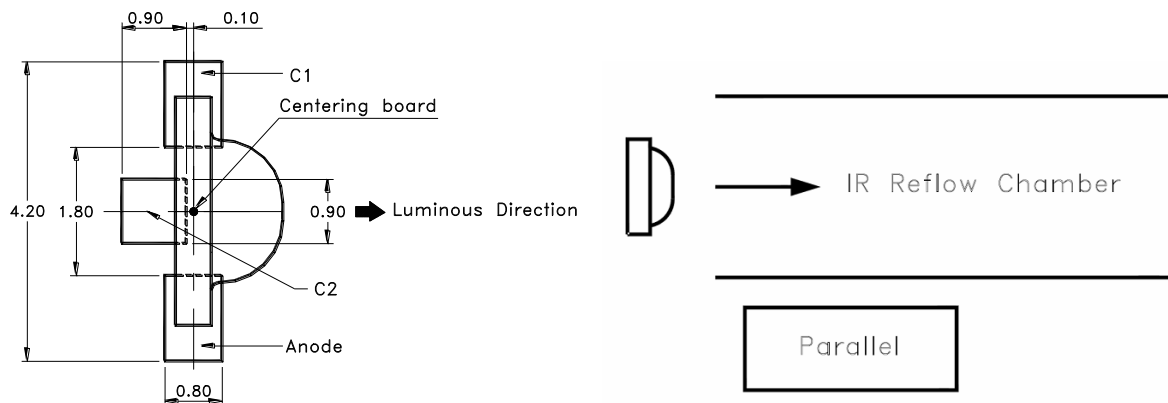 0.90
0.10
C1
Centering board
4.20
1.80
0.90
Luminous Direction
C2
Anode
0.80
IR Reflow Chamber
Parallel